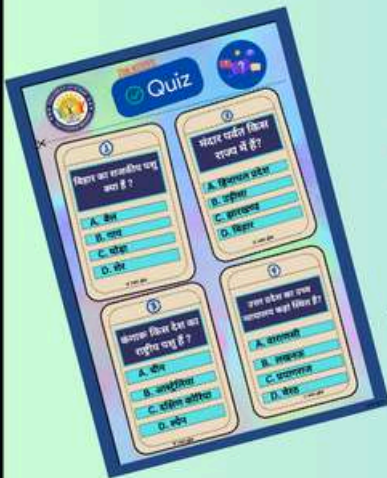 Quiz
1
बिहार का राजकीय पशु
क्या है ?
A. बैल
B. गाय
C. घोड़ा
D. शेर
2
मंदार पर्वत किस
राज्य में हैं?
A. हिमाचल प्रदेश
B. उड़ीसा
C. झारखण्ड
D. बिहार
3
कंगारू किस देश का
राष्ट्रीय पशु हैं ?
A. चीन
B. आस्ट्रेलिया
C. दक्षिण कोरिया
D. स्पेन
4
उत्तर प्रदेश का उच्च
न्यायालय कहां स्थित है?
A. वाराणसी
B. लखनऊ
C. प्रयागराज
D. मेरठ